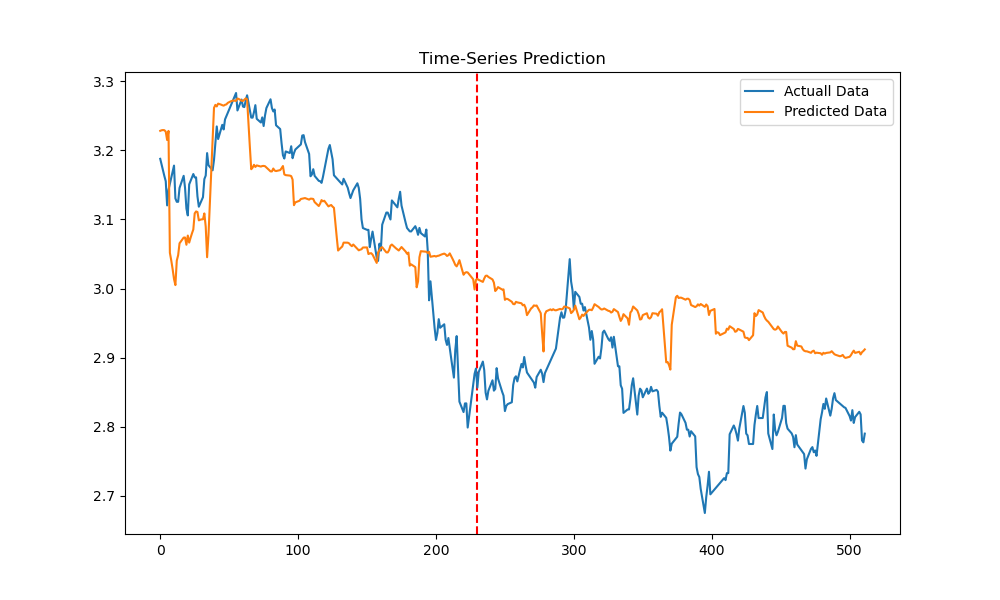 Time-Series Prediction
Actuall Data
Predicted Data
3.3
3.2
3.1
3.0
2.9
2.8
2.7
0 100 200 300 400 500